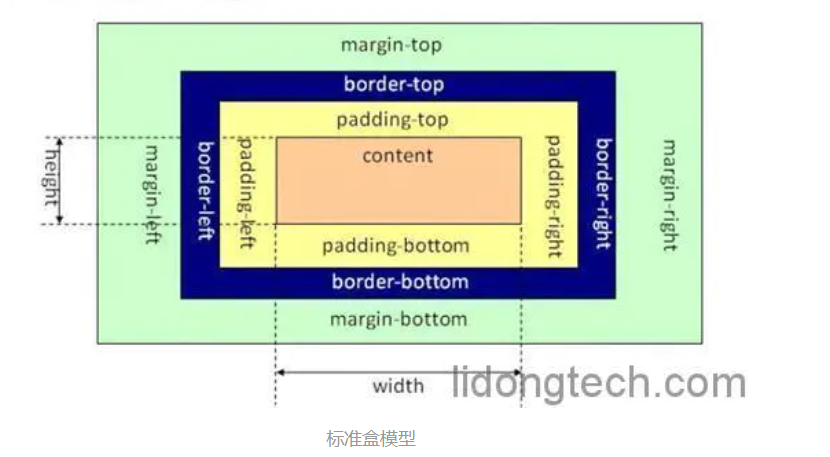 margin-top
border-top
padding-top
content
height
margin-left
border-left
padding-left
padding-right
border-right
margin-right
padding-bottom
border-bottom
margin-bottom
width
lidongtech.com
标准盒模型